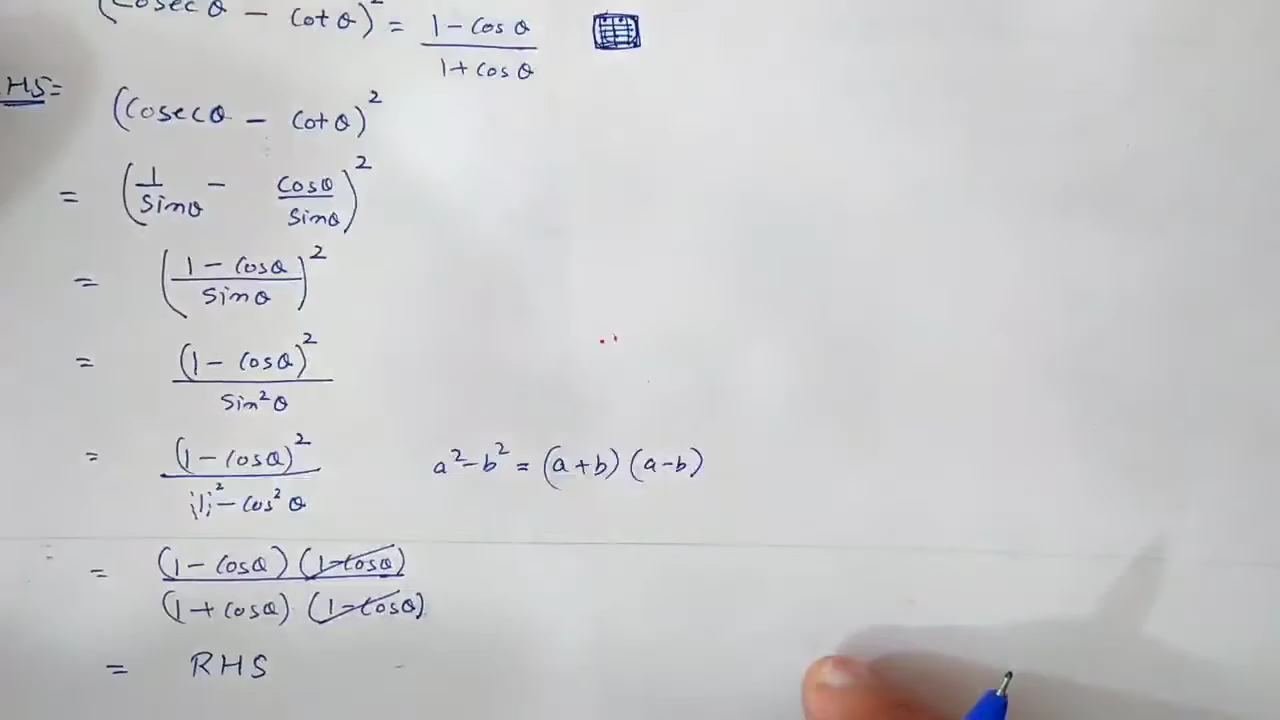 (Cosec θ - Cot θ)² = (1 - Cos θ)/(1 + Cos θ)
HS= (Cosec θ - Cot θ)²
= (1/Sin θ - Cos θ/Sin θ)²
= ((1 - Cos θ)/Sin θ)²
= (1 - Cos θ)²/Sin² θ
= (1 - Cos θ)²/(1² - Cos² θ) a² - b² = (a + b) (a - b)
= (1 - Cos θ) (1 - Cos θ)/(1 + Cos θ) (1 - Cos θ)
= RHS